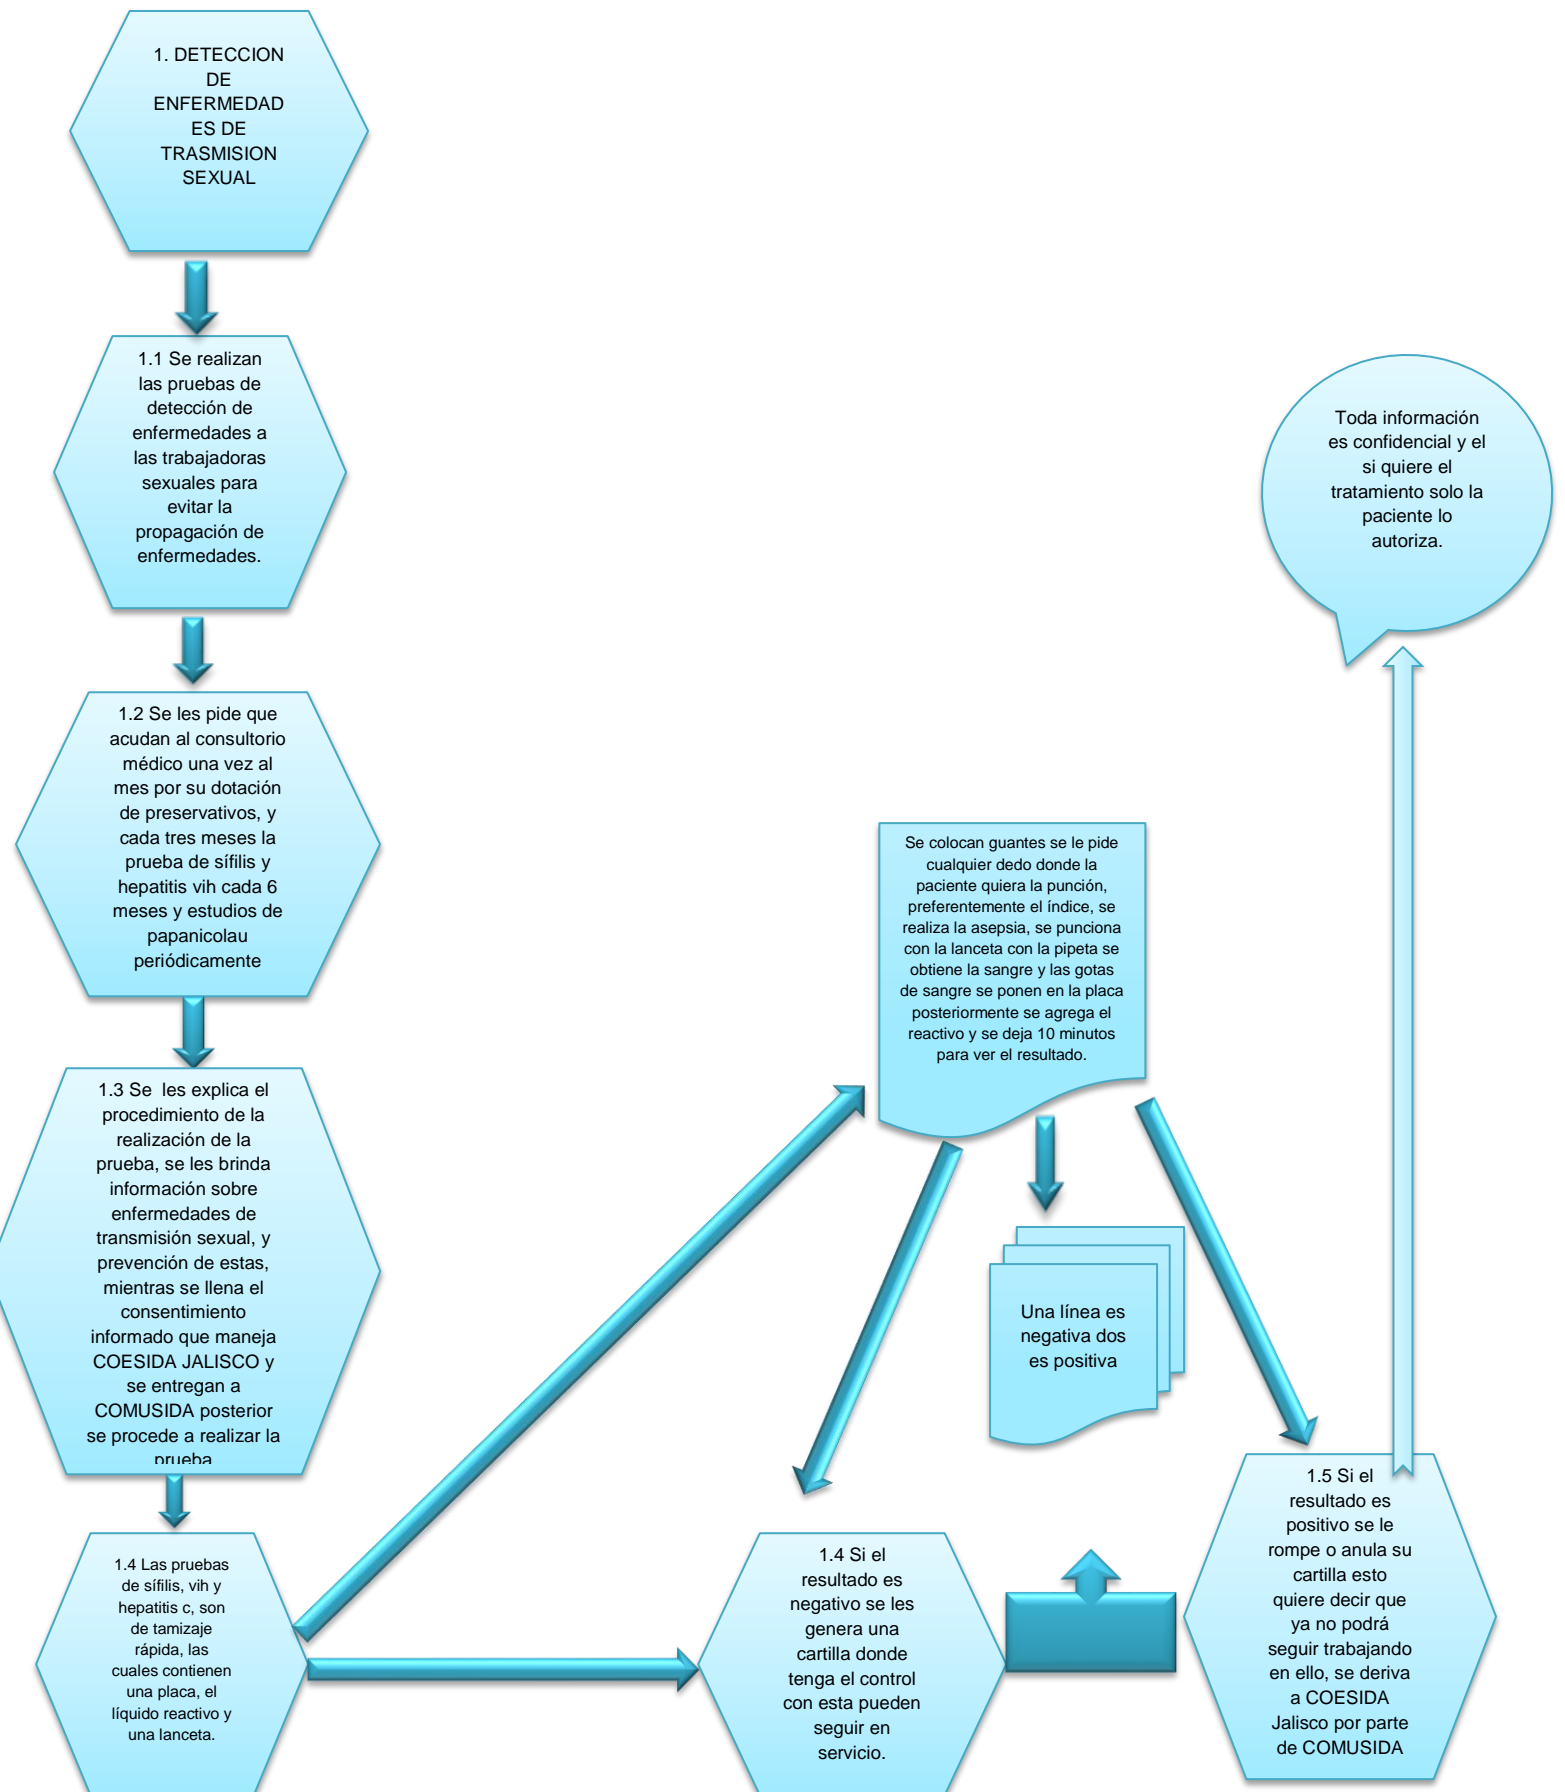 1. DETECCION
DE
ENFERMEDAD
ES DE
TRASMISION
SEXUAL
1.1 Se realizan
las pruebas de
detección de
enfermedades a
las trabajadoras
sexuales para
evitar la
propagación de
enfermedades.
1.2 Se les pide que
acudan al consultorio
médico una vez al
mes por su dotación
de preservativos, y
cada tres meses la
prueba de sífilis y
hepatitis vih cada 6
meses y estudios de
papanicolau
periódicamente
1.3 Se les explica el
procedimiento de la
realización de la
prueba, se les brinda
información sobre
enfermedades de
transmisión sexual, y
prevención de estas,
mientras se llena el
consentimiento
informado que maneja
COESIDA JALISCO y
se entregan a
COMUSIDA posterior
se procede a realizar la
prueba
1.4 Las pruebas
de sífilis, vih y
hepatitis c, son
de tamizaje
rápida, las
cuales contienen
una placa, el
líquido reactivo y
una lanceta.
Se colocan guantes se le pide
cualquier dedo donde la
paciente quiera la punción,
preferentemente el índice, se
realiza la asepsia, se punciona
con la lanceta con la pipeta se
obtiene la sangre y las gotas
de sangre se ponen en la placa
posteriormente se agrega el
reactivo y se deja 10 minutos
para ver el resultado.
Una línea es
negativa dos
es positiva
1.4 Si el
resultado es
negativo se les
genera una
cartilla donde
tenga el control
con esta pueden
seguir en
servicio.
1.5 Si el
resultado es
positivo se le
rompe o anula su
cartilla esto
quiere decir que
ya no podrá
seguir trabajando
en ello, se deriva
a COESIDA
Jalisco por parte
de COMUSIDA
Toda información
es confidencial y el
si quiere el
tratamiento solo la
paciente lo
autoriza.